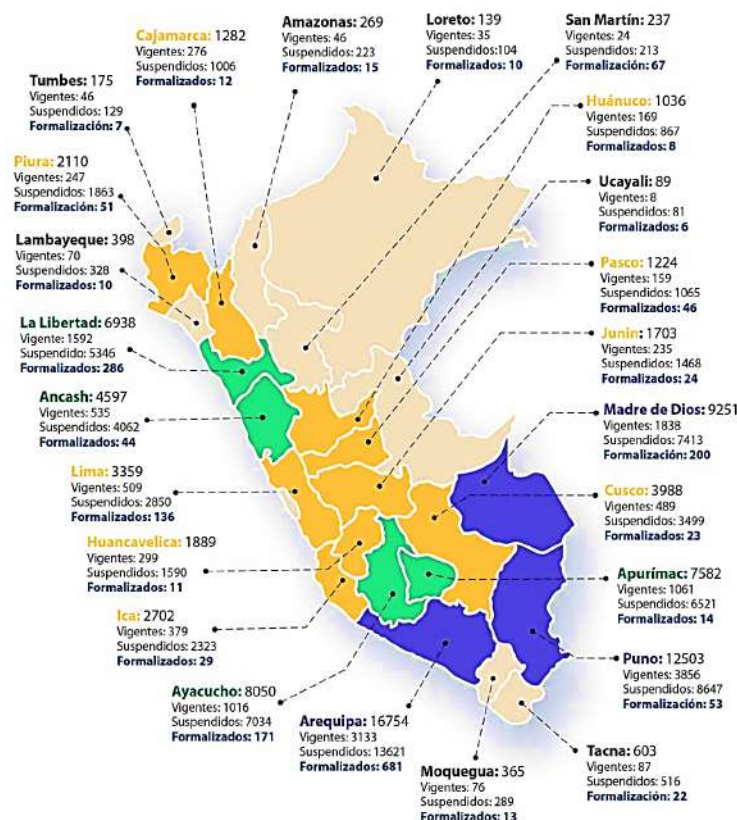 Amazonas: 269
Vigentes: 46
Suspendidos: 223
Formalizados: 15
Loreto: 139
Vigentes: 35
Suspendidos:104
Formalizados: 10
San Martín: 237
Vigentes: 24
Suspendidos: 213
Formalización: 67
Cajamarca: 1282
Vigentes: 276
Suspendidos: 1006
Formalizados: 12
Tumbes: 175
Vigentes: 46
Suspendidos: 129
Formalización: 7
Huánuco: 1036
Vigentes: 169
Suspendidos: 867
Formalizados: 8
Piura: 2110
Vigentes: 247
Suspendidos: 1863
Formalización: 51
Ucayali: 89
Vigentes: 8
Suspendidos: 81
Formalizados: 6
Lambayeque: 398
Vigentes: 70
Suspendidos: 328
Formalizados: 10
Pasco: 1224
Vigentes: 159
Suspendidos: 1065
Formalizados: 46
La Libertad: 6938
Vigente: 1592
Suspendido: 5346
Formalizados: 286
Junin: 1703
Vigentes: 235
Suspendidos: 1468
Formalizados: 24
Ancash: 4597
Vigentes: 535
Suspendidos: 4062
Formalizados: 44
Madre de Dios: 9251
Vigentes: 1838
Suspendidos: 7413
Formalización: 200
Lima: 3359
Vigentes: 509
Suspendidos: 2850
Formalizados: 136
Cusco: 3988
Vigentes: 489
Suspendidos: 3499
Formalizados: 23
Huancavelica: 1889
Vigentes: 299
Suspendidos: 1590
Formalizados: 11
Apurímac: 7582
Vigentes: 1061
Suspendidos: 6521
Formalizados: 14
Ica: 2702
Vigentes: 379
Suspendidos: 2323
Formalizados: 29
Puno: 12503
Vigentes: 3856
Suspendidos: 8647
Formalización: 53
Ayacucho: 8050
Vigentes: 1016
Suspendidos: 7034
Formalizados: 171
Arequipa: 16754
Vigentes: 3133
Suspendidos: 13621
Formalizados: 681
Tacna: 603
Vigentes: 87
Suspendidos: 516
Formalización: 22
Moquegua: 365
Vigentes: 76
Suspendidos: 289
Formalizados: 13